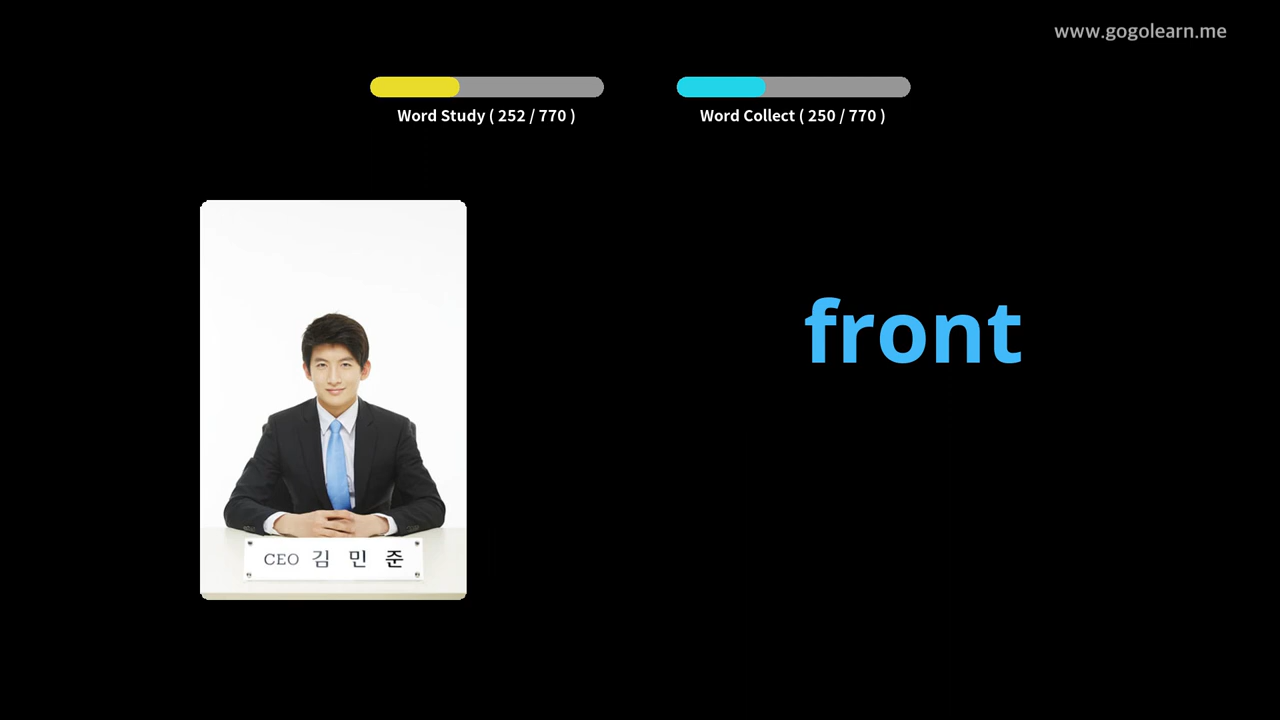 www.gogolearn.me
Word Study ( 252 / 770 )
Word Collect ( 250 / 770 )
front
CEO 김 민 준